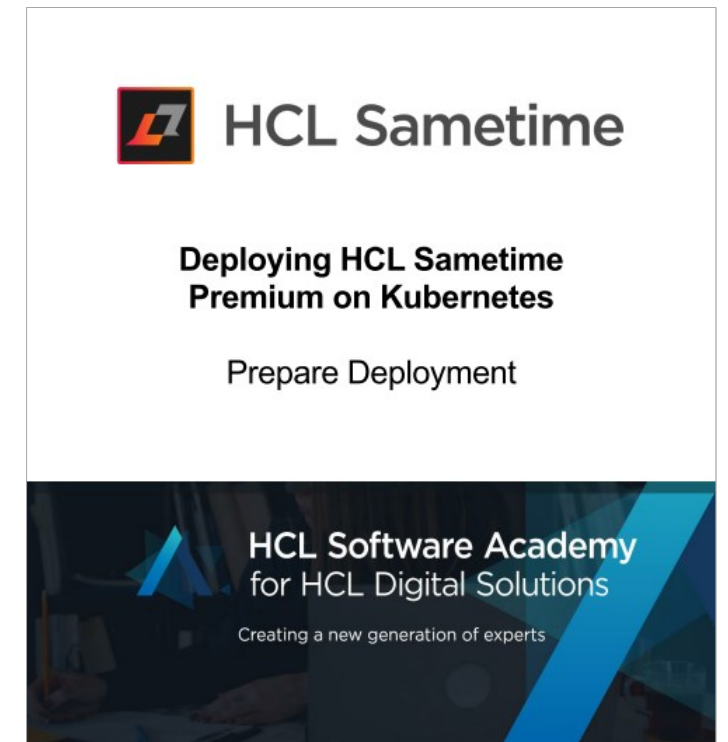 HCL Sametime
Deploying HCL Sametime
Premium on Kubernetes
Prepare Deployment
HCL Software Academy
for HCL Digital Solutions
Creating a new generation of experts